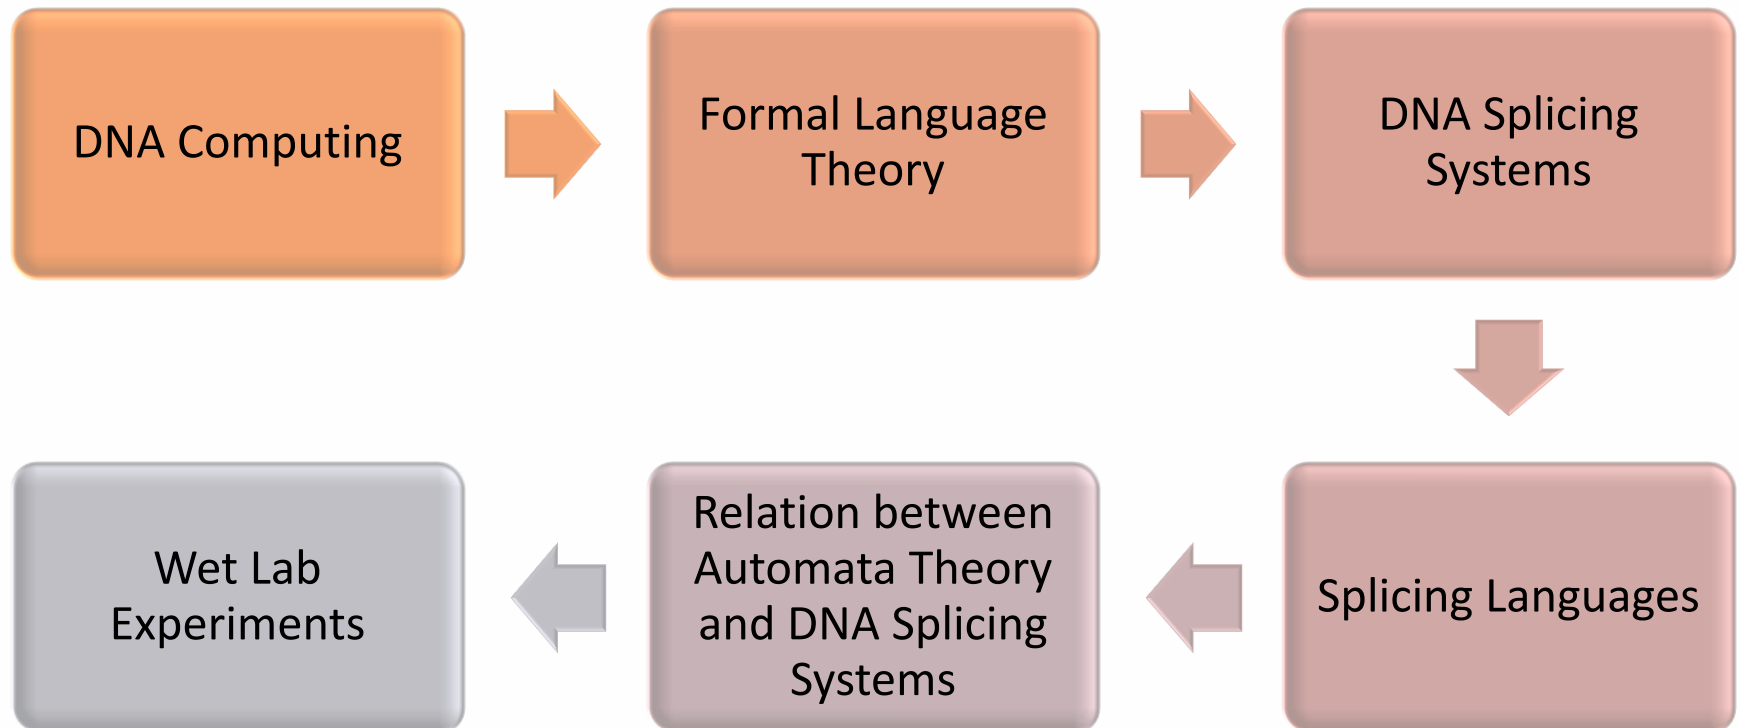 DNA Computing
Formal Language
Theory
DNA Splicing
Systems
Splicing Languages
Relation between
Automata Theory
and DNA Splicing
Systems
Wet Lab
Experiments